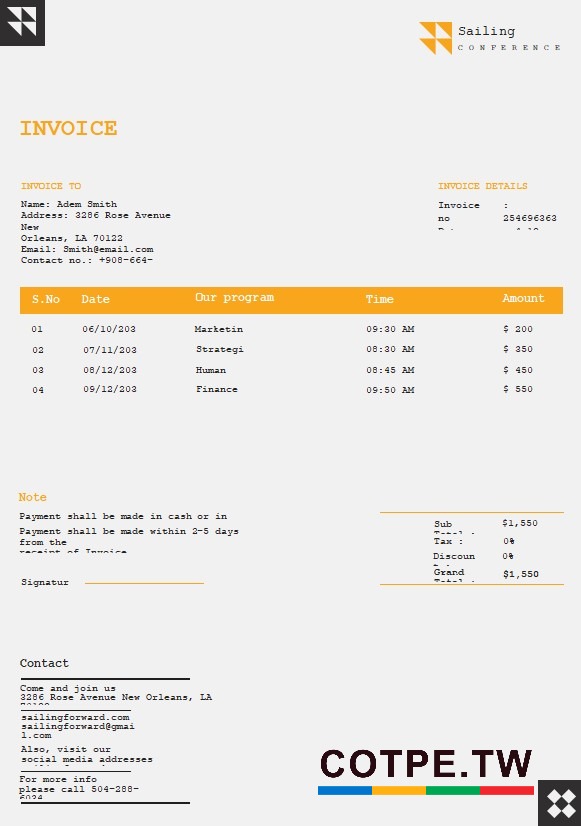 Sailing
CONFERENCE
INVOICE
INVOICE TO
Name: Adem Smith
Address: 3286 Rose Avenue
New
Orleans, LA 70122
Email: Smith@email.com
Contact no.: +908-664-
INVOICE DETAILS
Invoice :
no 254696363
S.No Date Our program Time Amount
01 06/10/203 Marketin 09:30 AM $ 200
02 07/11/203 Strategi 08:30 AM $ 350
03 08/12/203 Human 08:45 AM $ 450
04 09/12/203 Finance 09:50 AM $ 550
Note
Payment shall be made in cash or in
Payment shall be made within 2-5 days
from the
receipt of Invoice
Signatur
Sub $1,550
Total :
Tax : 0%
Discoun 0%
Grand $1,550
Total :
Contact
Come and join us
3286 Rose Avenue New Orleans, LA
sailingforward.com
sailingforward@gmai
l.com
Also, visit our
social media addresses
For more info
please call 504-288-
COTPE.TW